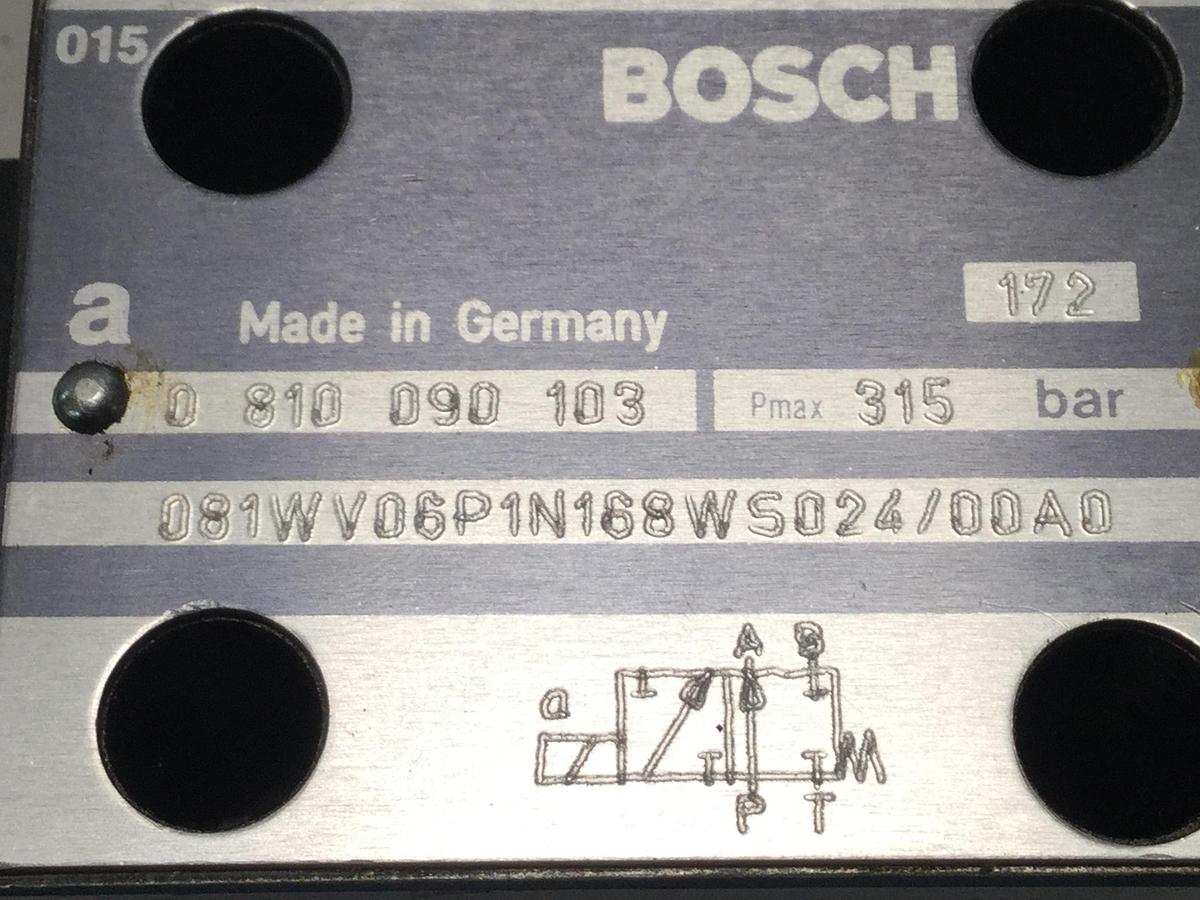 015
BOSCH
172
a
Made in Germany
0 810 090 103
Pmax 315 bar
081WV06P1N168WS024/00A0
A B
a
M
P T